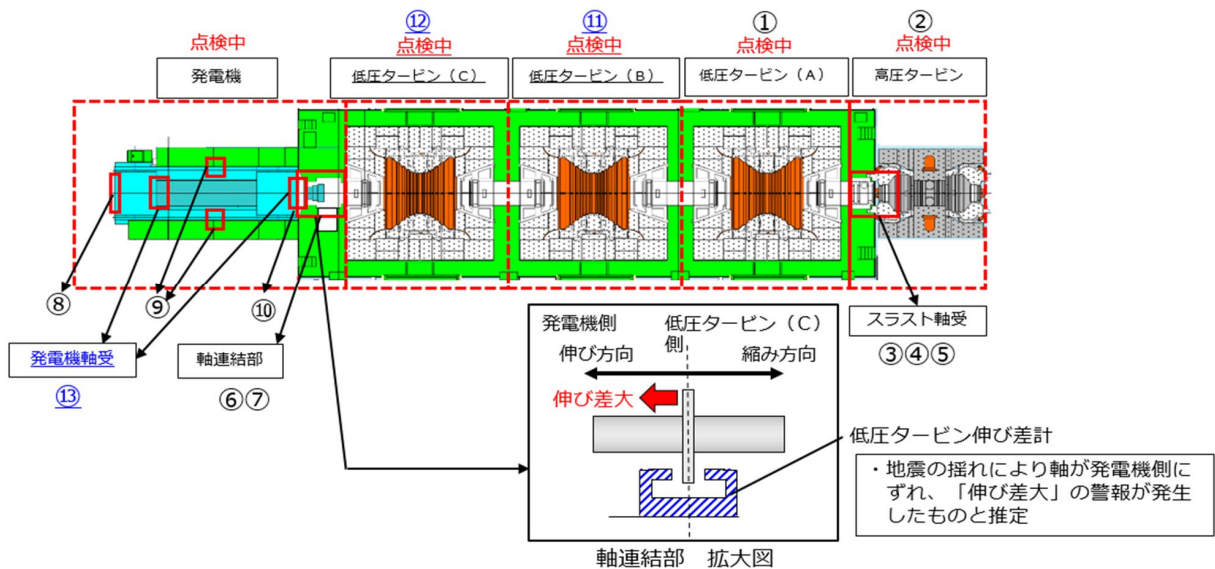 ⑫
⑪
①
②
点検中
点検中
点検中
点検中
点検中
発電機
低圧タービン（C）
低圧タービン（B）
低圧タービン（A）
高圧タービン
⑧
⑨
⑩
発電機軸受
⑬
軸連結部
⑥⑦
スラスト軸受
③④⑤
発電機側
低圧タービン（C）
側
伸び方向
縮み方向
伸び差大
低圧タービン伸び差計
・地震の揺れにより軸が発電機側に
ずれ、「伸び差大」の警報が発生
したものと推定
軸連結部　拡大図